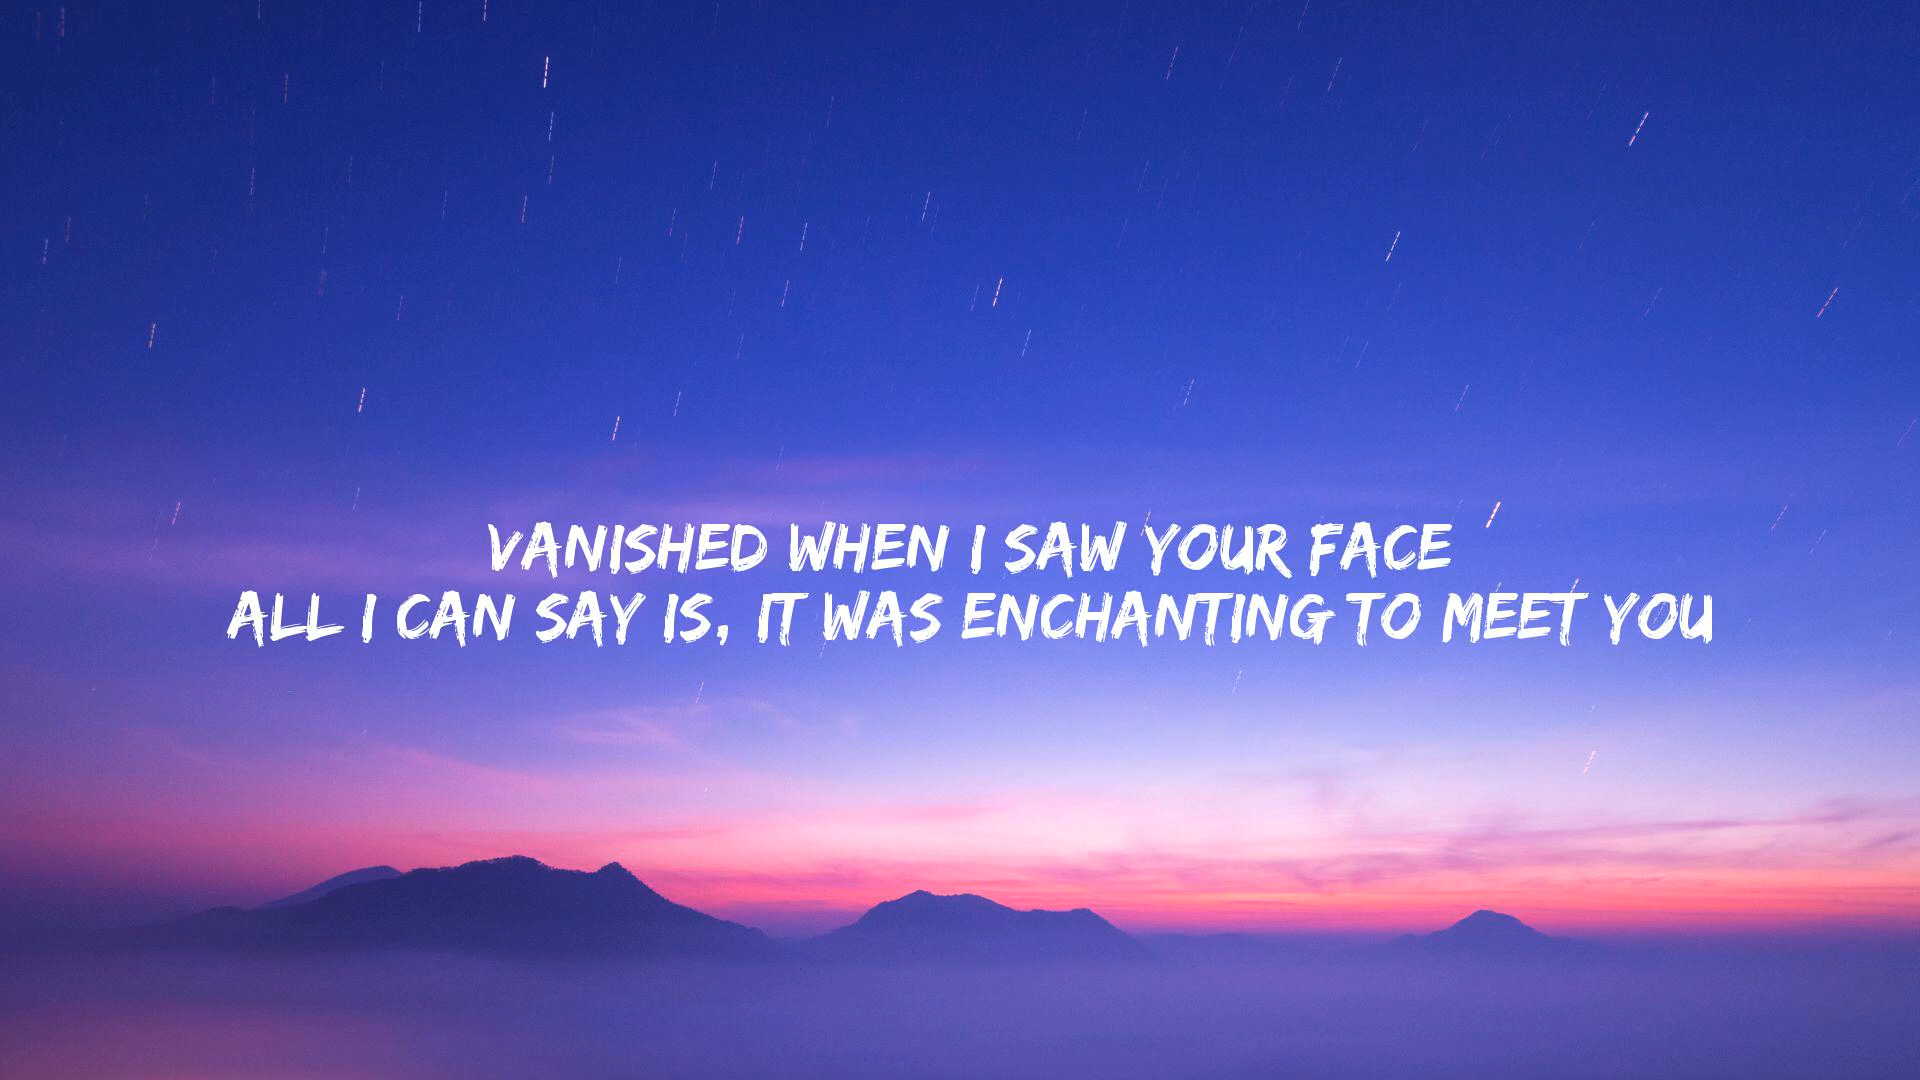 VANISHED WHEN I SAW YOUR FACE
ALL I CAN SAY IS, IT WAS ENCHANTING TO MEET YOU